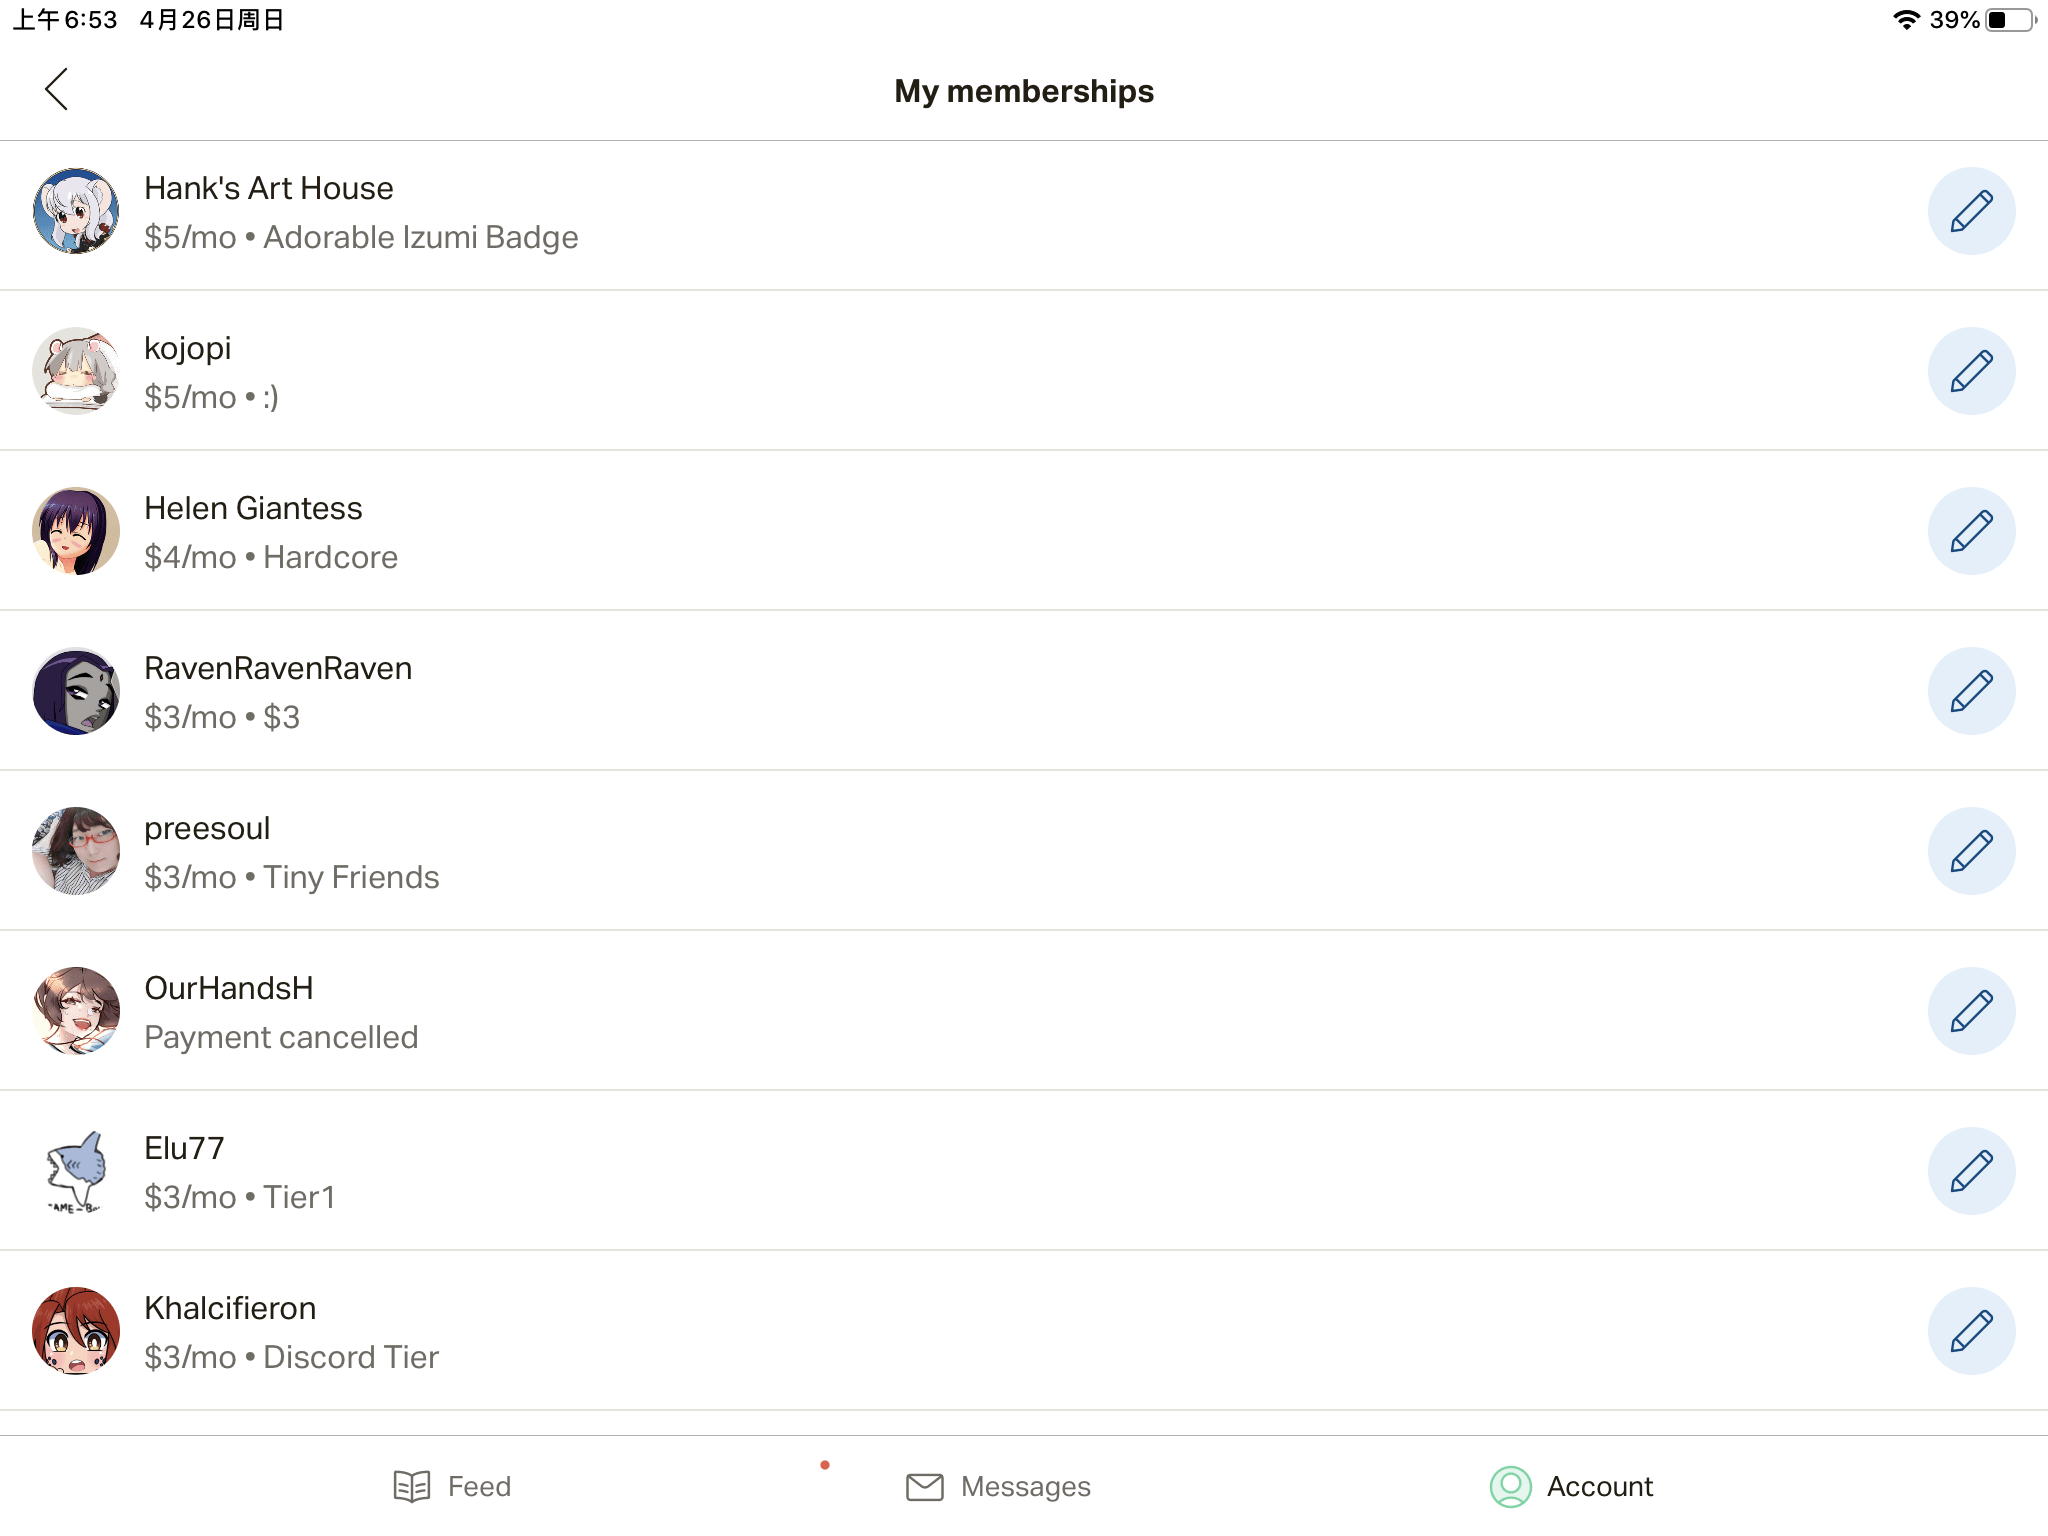 上午6:53 4月26日周日
39%
My memberships
Hank's Art House
$5/mo • Adorable Izumi Badge
kojopi
$5/mo • :)
Helen Giantess
$4/mo • Hardcore
RavenRavenRaven
$3/mo • $3
preesoul
$3/mo • Tiny Friends
OurHandsH
Payment cancelled
Elu77
$3/mo • Tier1
Khalcifieron
$3/mo • Discord Tier
Feed
Messages
Account